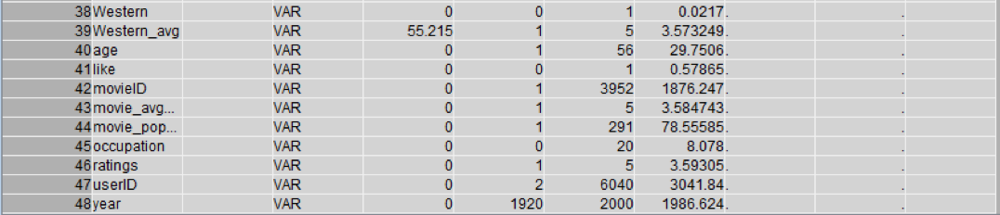 38 Western VAR 0 0 1 0.0217. .
39 Western_avg VAR 55.215 1 5 3.573249. .
40 age VAR 0 1 56 29.7506. .
41 like VAR 0 0 1 0.57865. .
42 movieID VAR 0 1 3952 1876.247. .
43 movie_avg... VAR 0 1 5 3.584743. .
44 movie_pop... VAR 0 1 291 78.55585. .
45 occupation VAR 0 0 20 8.078. .
46 ratings VAR 0 1 5 3.59305. .
47 userID VAR 0 2 6040 3041.84. .
48 year VAR 0 1920 2000 1986.624. .